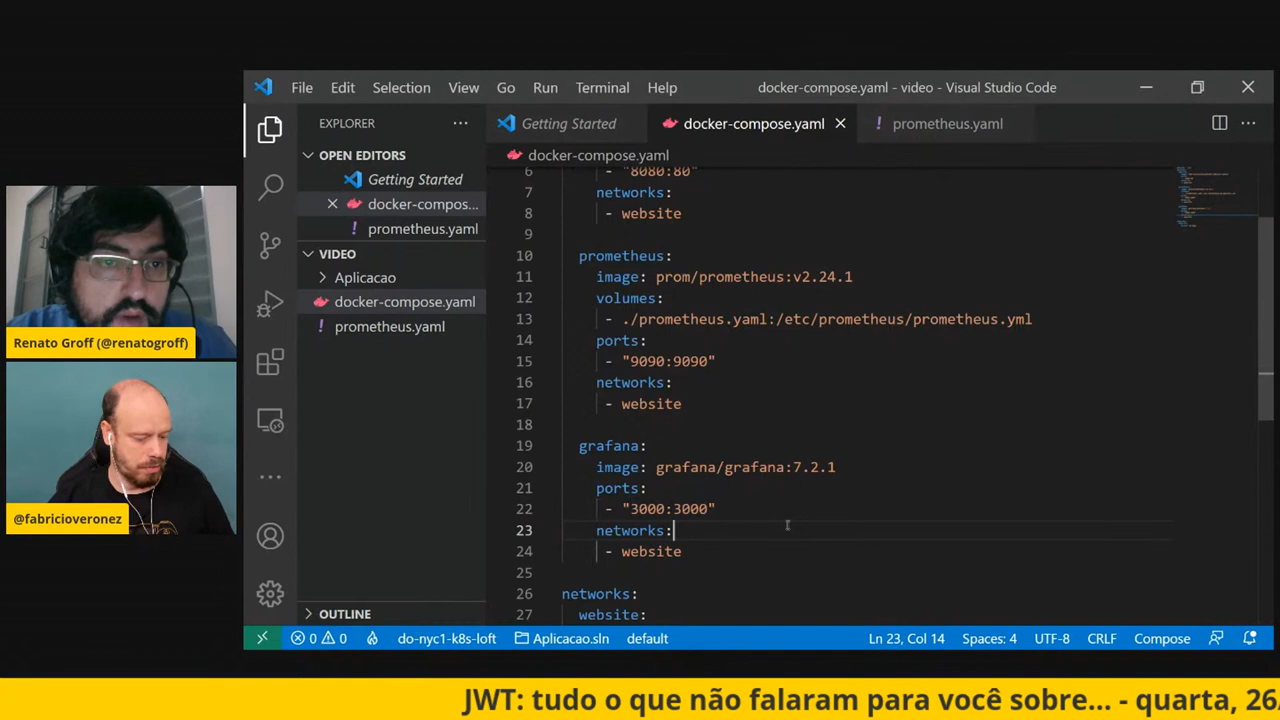 File Edit Selection View Go Run Terminal Help
docker-compose.yaml - video - Visual Studio Code
EXPLORER
Getting Started
docker-compose.yaml
prometheus.yaml
OPEN EDITORS
docker-compose.yaml
Getting Started
docker-compos...
prometheus.yaml
VIDEO
Aplicacao
docker-compose.yaml
prometheus.yaml
OUTLINE
6 - "8080:80"
7 networks:
8 - website
9
10 prometheus:
11 image: prom/prometheus:v2.24.1
12 volumes:
13 - ./prometheus.yaml:/etc/prometheus/prometheus.yml
14 ports:
15 - "9090:9090"
16 networks:
17 - website
18
19 grafana:
20 image: grafana/grafana:7.2.1
21 ports:
22 - "3000:3000"
23 networks:
24 - website
25
26 networks:
27 website:
Renato Groff (@renatogroff)
@fabricioveronez
0 0 do-nyc1-k8s-loft Aplicacao.sln default Ln 23, Col 14 Spaces: 4 UTF-8 CRLF Compose
JWT: tudo o que não falaram para você sobre... - quarta, 26